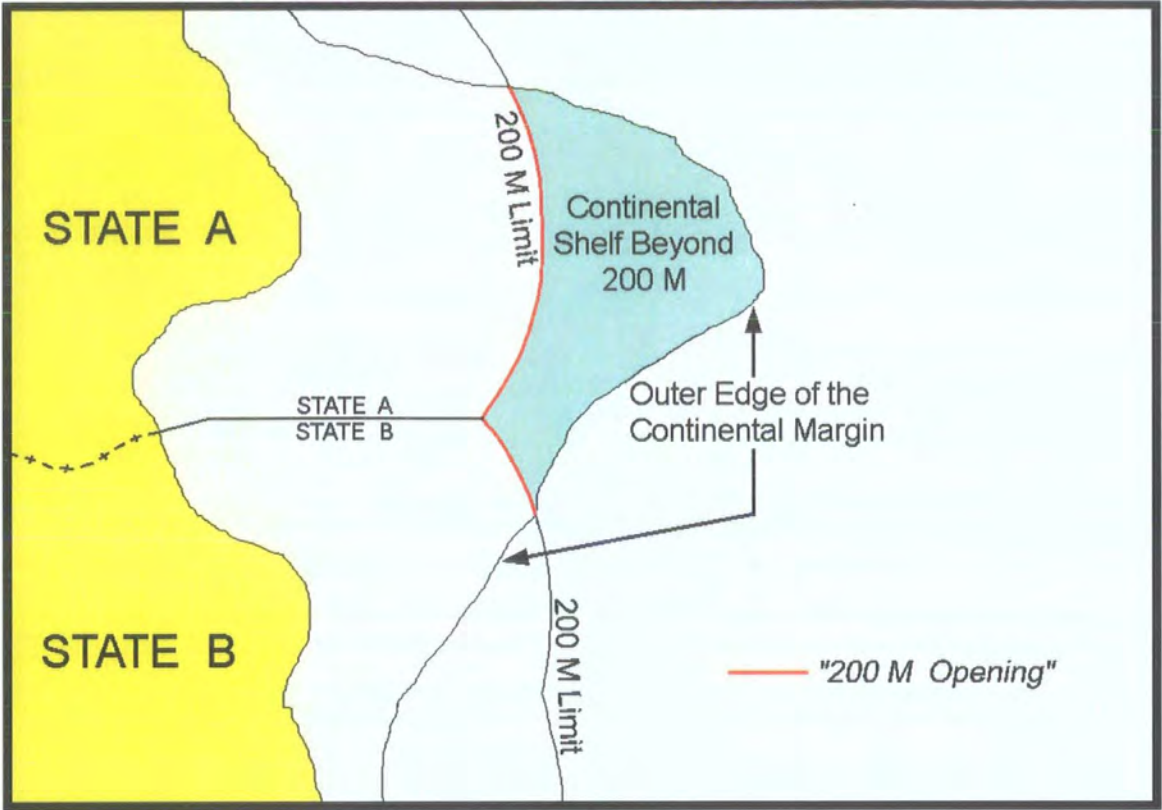 200 M Limit
STATE A
Continental
Shelf Beyond
200 M
Outer Edge of the
Continental Margin
STATE A
STATE B
STATE B
200 M Limit
"200 M Opening"